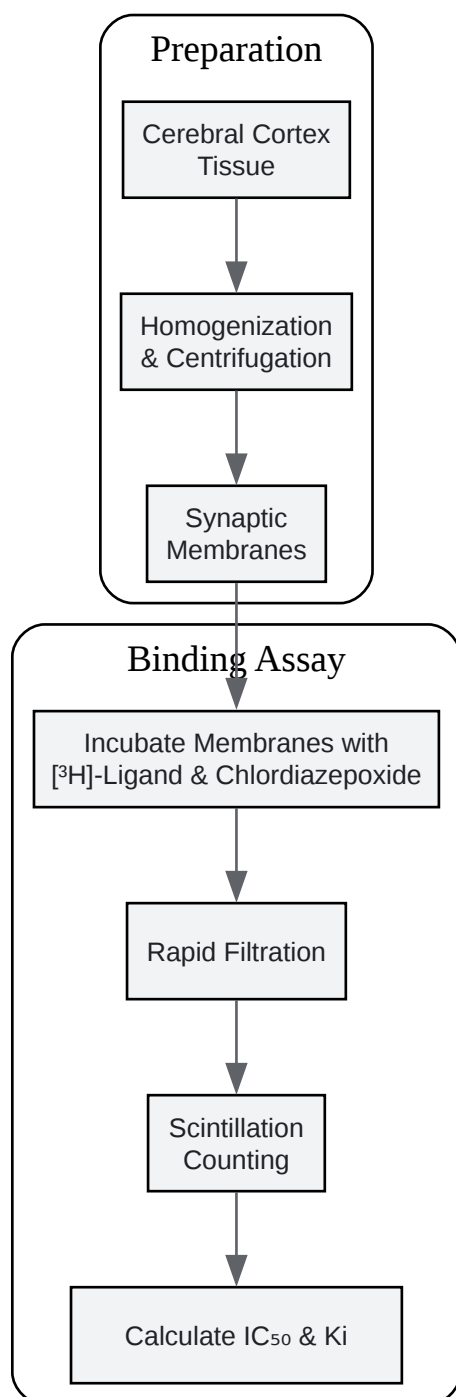 Preparation
Cerebral Cortex
Tissue
Homogenization
& Centrifugation
Synaptic
Membranes
Binding Assay
Incubate Membranes with
[³H]-Ligand & Chlordiazepoxide
Rapid Filtration
Scintillation
Counting
Calculate IC₅₀ & Ki